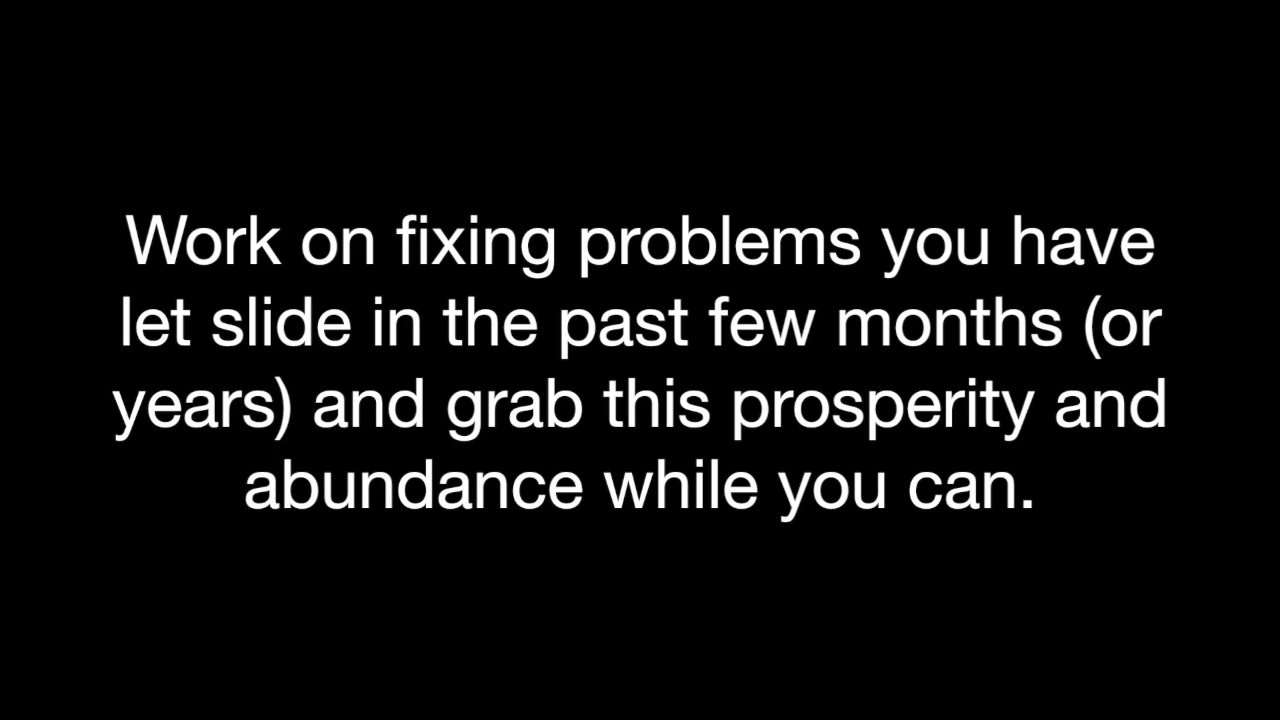 Work on fixing problems you have
let slide in the past few months (or
years) and grab this prosperity and
abundance while you can.